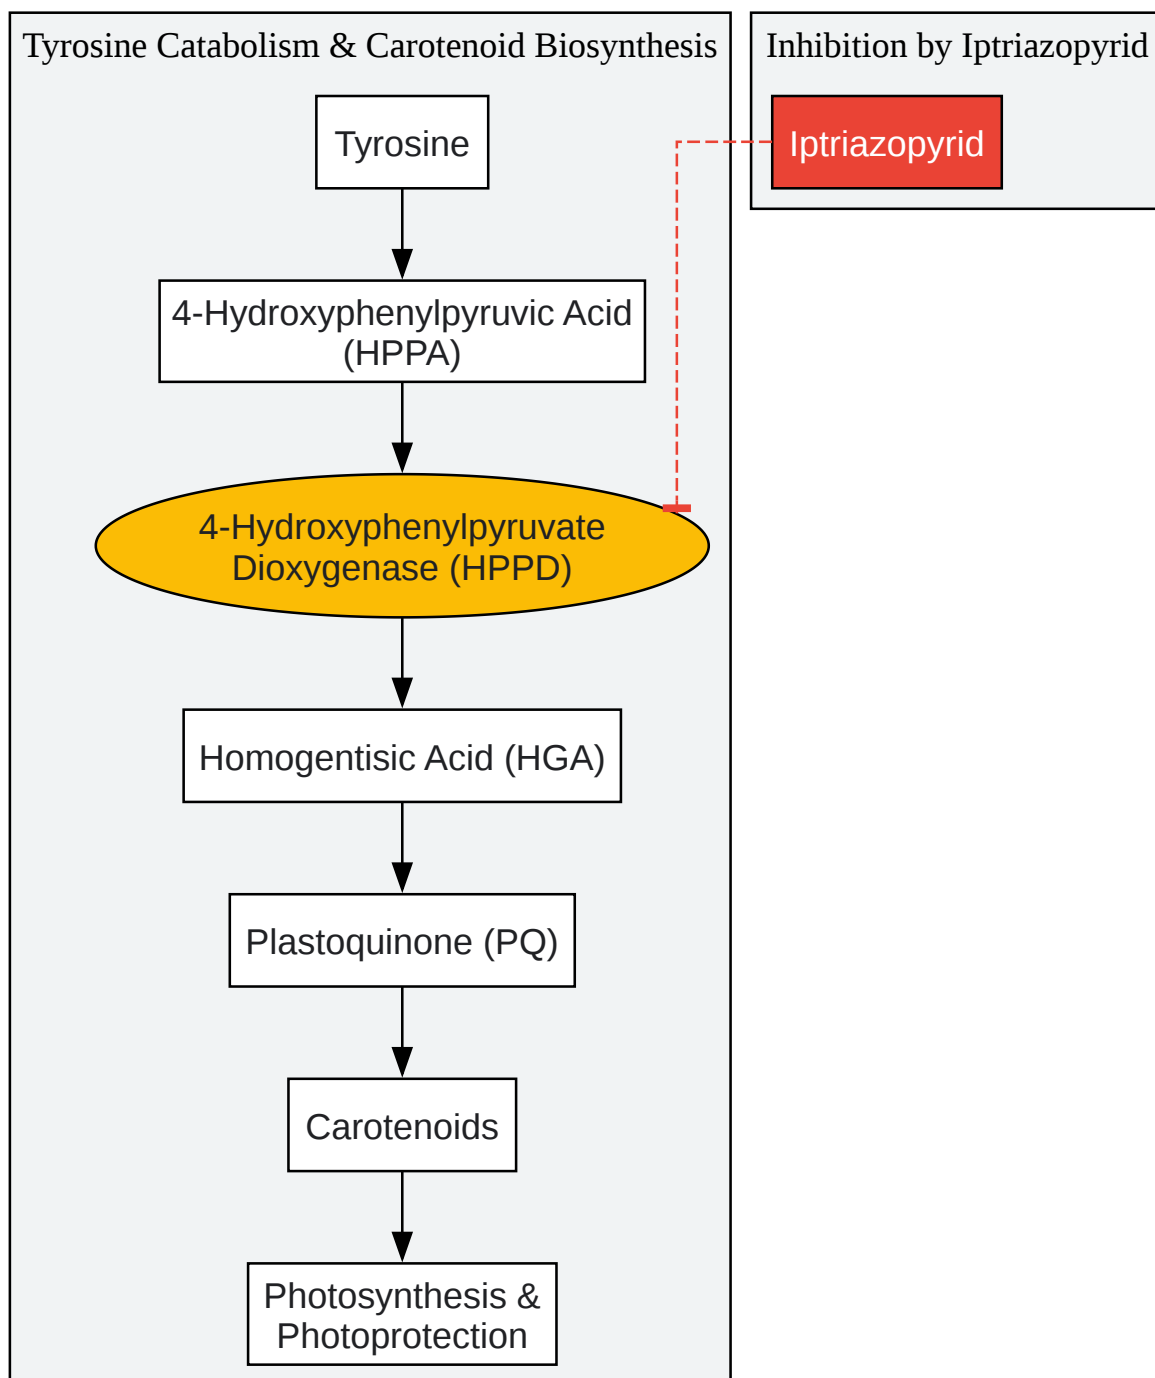 Tyrosine Catabolism & Carotenoid Biosynthesis
Inhibition by Iptriazopyrid
Tyrosine
Iptriazopyrid
4-Hydroxyphenylpyruvic Acid
(HPPA)
4-Hydroxyphenylpyruvate
Dioxygenase (HPPD)
Homogentisic Acid (HGA)
Plastoquinone (PQ)
Carotenoids
Photosynthesis &
Photoprotection